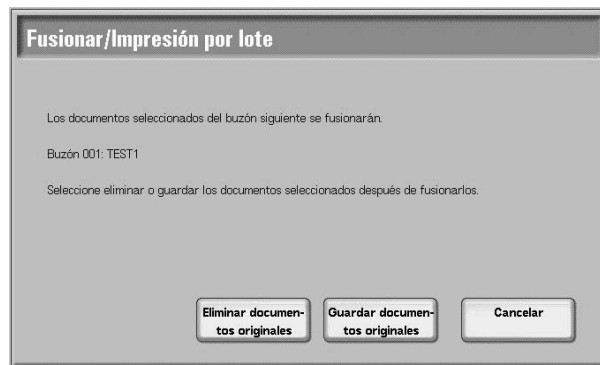 Fusionar/Impresión por lote
Los documentos seleccionados del buzón siguiente se fusionarán.
Buzón 001: TEST1
Seleccione eliminar o guardar los documentos seleccionados después de fusionarlos.
Eliminar documen-
tos originales
Guardar documen-
tos originales
Cancelar